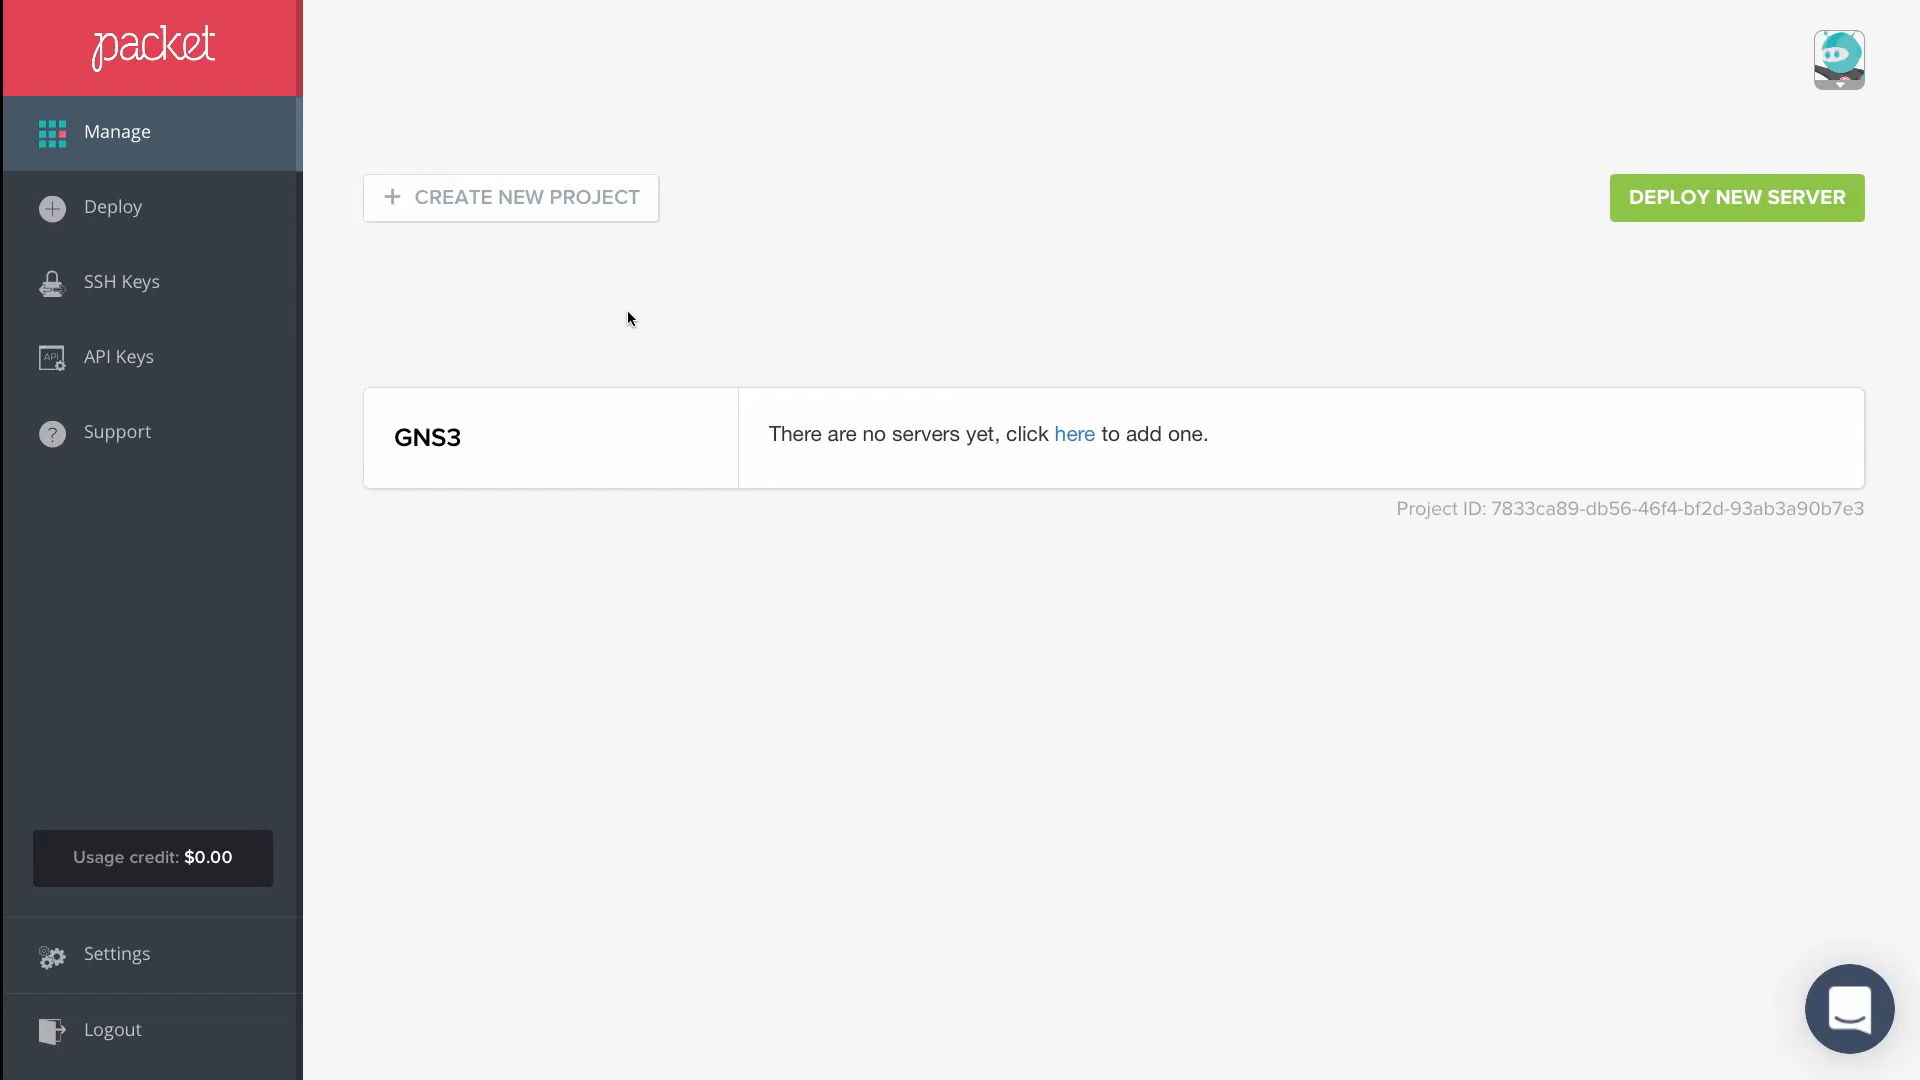 packet
Manage
Deploy
SSH Keys
API
API Keys
?
Support
Usage credit: $0.00
Settings
Logout
+ CREATE NEW PROJECT
DEPLOY NEW SERVER
GNS3
There are no servers yet, click here to add one.
Project ID: 7833ca89-db56-46f4-bf2d-93ab3a90b7e3